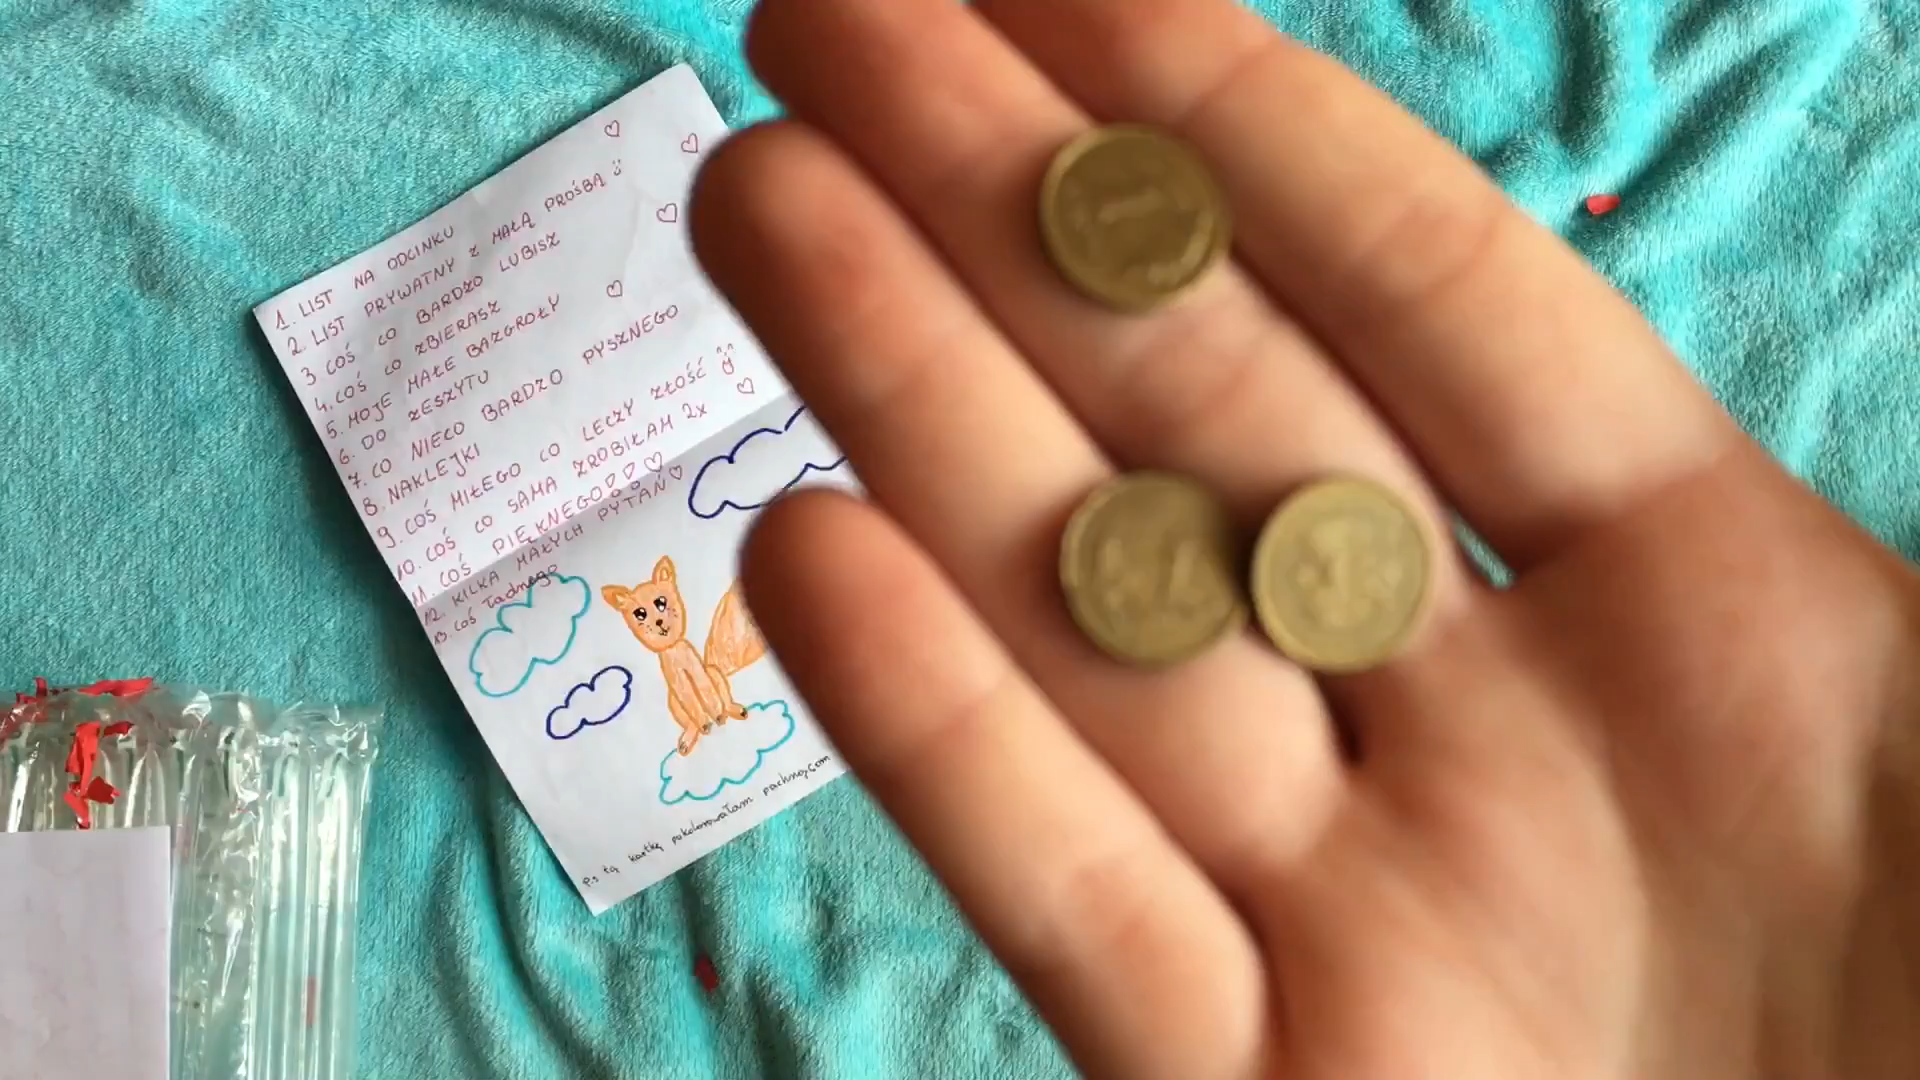 1. LIST NA ODCINKU
2. LIST PRYWATNY Z MAŁĄ PROŚBĄ
3 COŚ CO BARDZO LUBISZ
4. COŚ CO ZBIERASZ
5. MOJE MAŁE BAZGROŁY
6. DO ZESZYTU
7. CO NIECO BARDZO PYSZNEGO
8. NAKLEJKI
9. COŚ MIŁEGO CO LECZY ZŁOŚĆ
10. COŚ CO SAMA ZROBIŁAM 2x
11. COŚ PIĘKNEGO
12. KILKA MAŁYCH PYTAŃ
13. coś ładnego
P.s tą kartkę pokolorowałam pachnącom